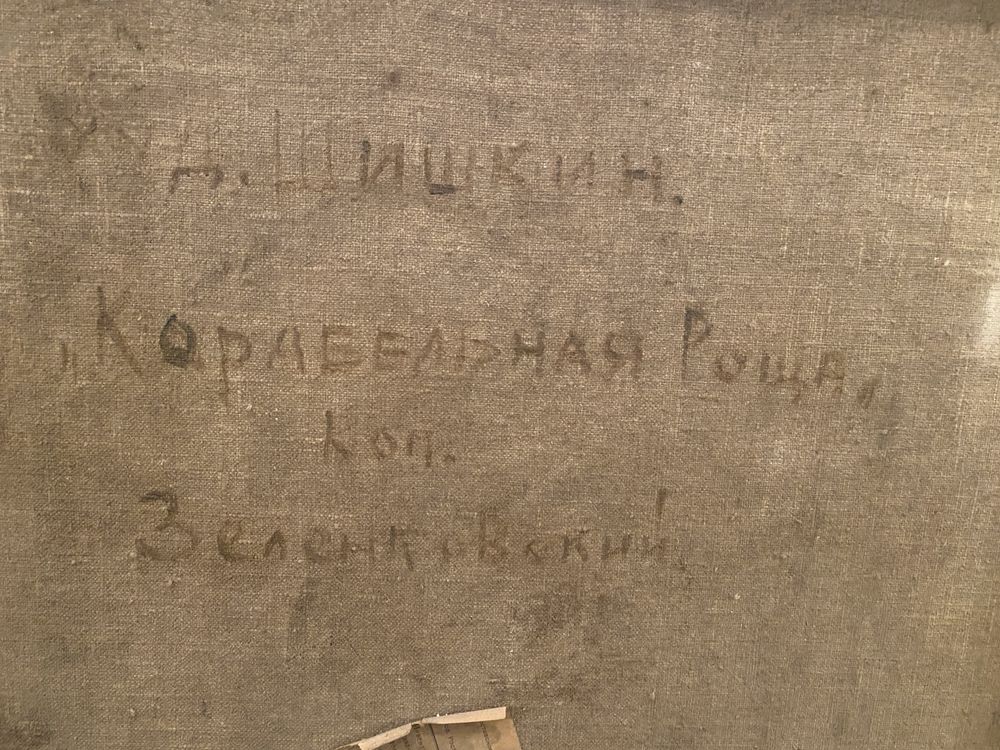 И. Шишкин.
„Корабельная Роща„
Коп.
Зеленковский